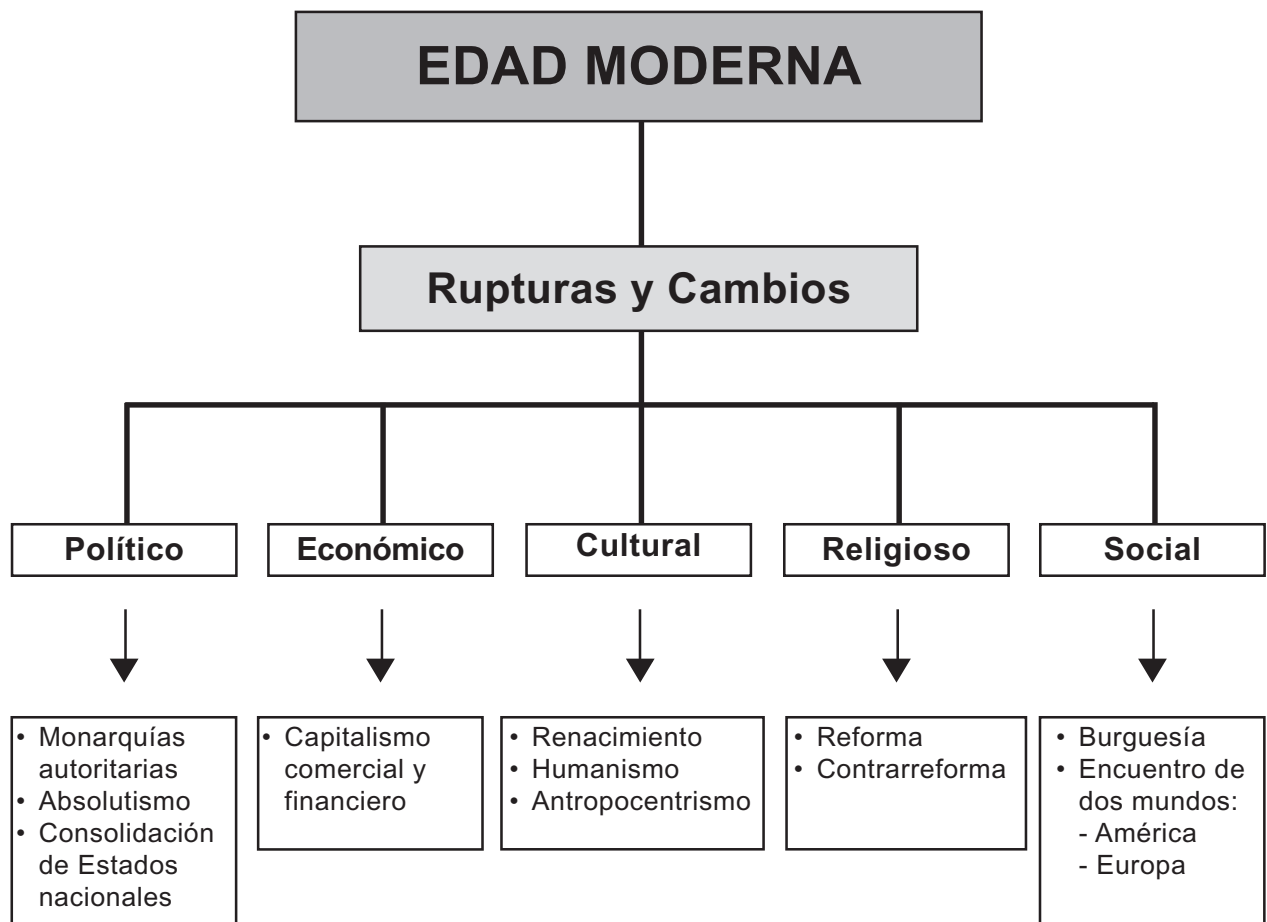 EDAD MODERNA
Rupturas y Cambios
Político
Económico
Cultural
Religioso
Social
• Monarquías
autoritarias
• Absolutismo
• Consolidación
de Estados
nacionales
• Capitalismo
comercial y
financiero
• Renacimiento
• Humanismo
• Antropocentrismo
• Reforma
• Contrarreforma
• Burguesía
• Encuentro de
dos mundos:
- América
- Europa